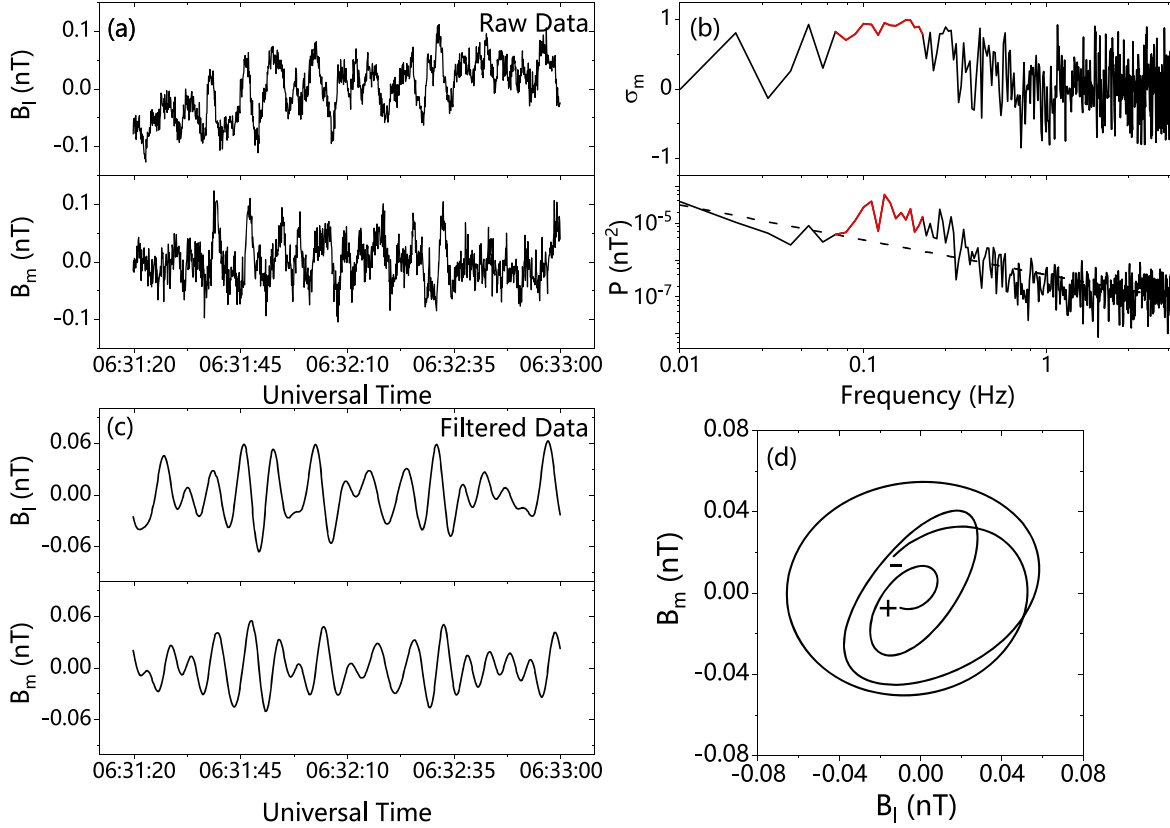 (a)
Raw Data
B_l (nT)
0.1
0.0
-0.1
B_m (nT)
0.1
0.0
-0.1
06:31:20 06:31:45 06:32:10 06:32:35 06:33:00
Universal Time
(b)
σ_m
1
0
-1
P (nT²)
10⁻⁵
10⁻⁷
0.01 0.1 1
Frequency (Hz)
(c)
Filtered Data
B_l (nT)
0.06
0.00
-0.06
B_m (nT)
0.06
0.00
-0.06
06:31:20 06:31:45 06:32:10 06:32:35 06:33:00
Universal Time
(d)
B_m (nT)
0.08
0.04
0.00
-0.04
-0.08
-
+
-0.08 -0.04 0.00 0.04 0.08
B_l (nT)